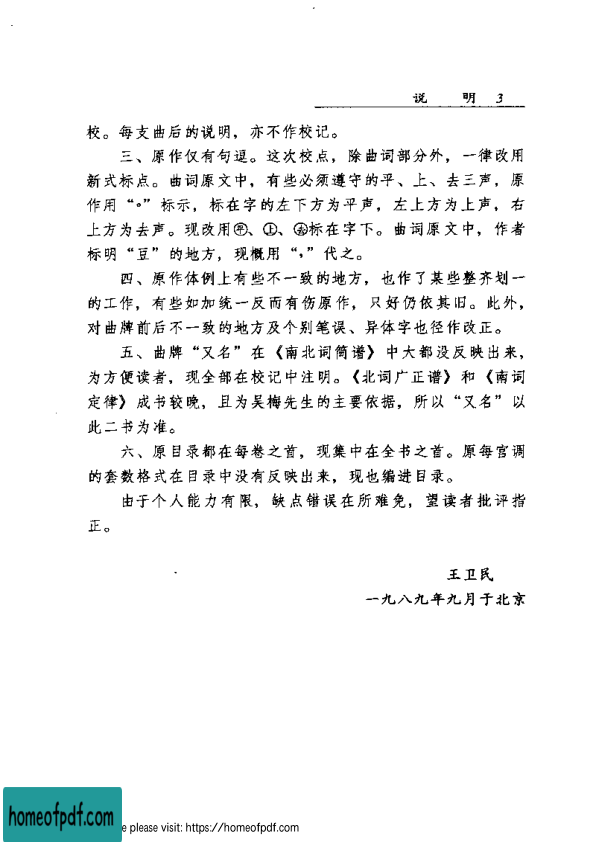 说 明 3
校。每支曲后的说明，亦不作校记。
三、原作仅有句逗。这次校点，除曲词部分外，一律改用
新式标点。曲词原文中，有些必须遵守的平、上、去三声，原
作用“。”标示，标在字的左下方为平声，左上方为上声，右
上方为去声。现改用㊤、㊤、㊤标在字下。曲词原文中，作者
标明“豆”的地方，现概用“，”代之。
四、原作体例上有些不一致的地方，也作了某些整齐划一
的工作，有些如加统一反而有伤原作，只好仍依其旧。此外，
对曲牌前后不一致的地方及个别笔误、异体字也径作改正。
五、曲牌“又名”在《南北词简谱》中大都没反映出来，
为方便读者，现全部在校记中注明。《北词广正谱》和《南词
定律》成书较晚，且为吴梅先生的主要依据，所以“又名”以
此二书为准。
六、原目录都在每卷之首，现集中在全书之首。原每宫调
的套数格式在目录中没有反映出来，现也编进目录。
由于个人能力有限，缺点错误在所难免，望读者批评指
正。
王卫民
一九八九年九月于北京
homeofpdf.com
e please visit: https://homeofpdf.com